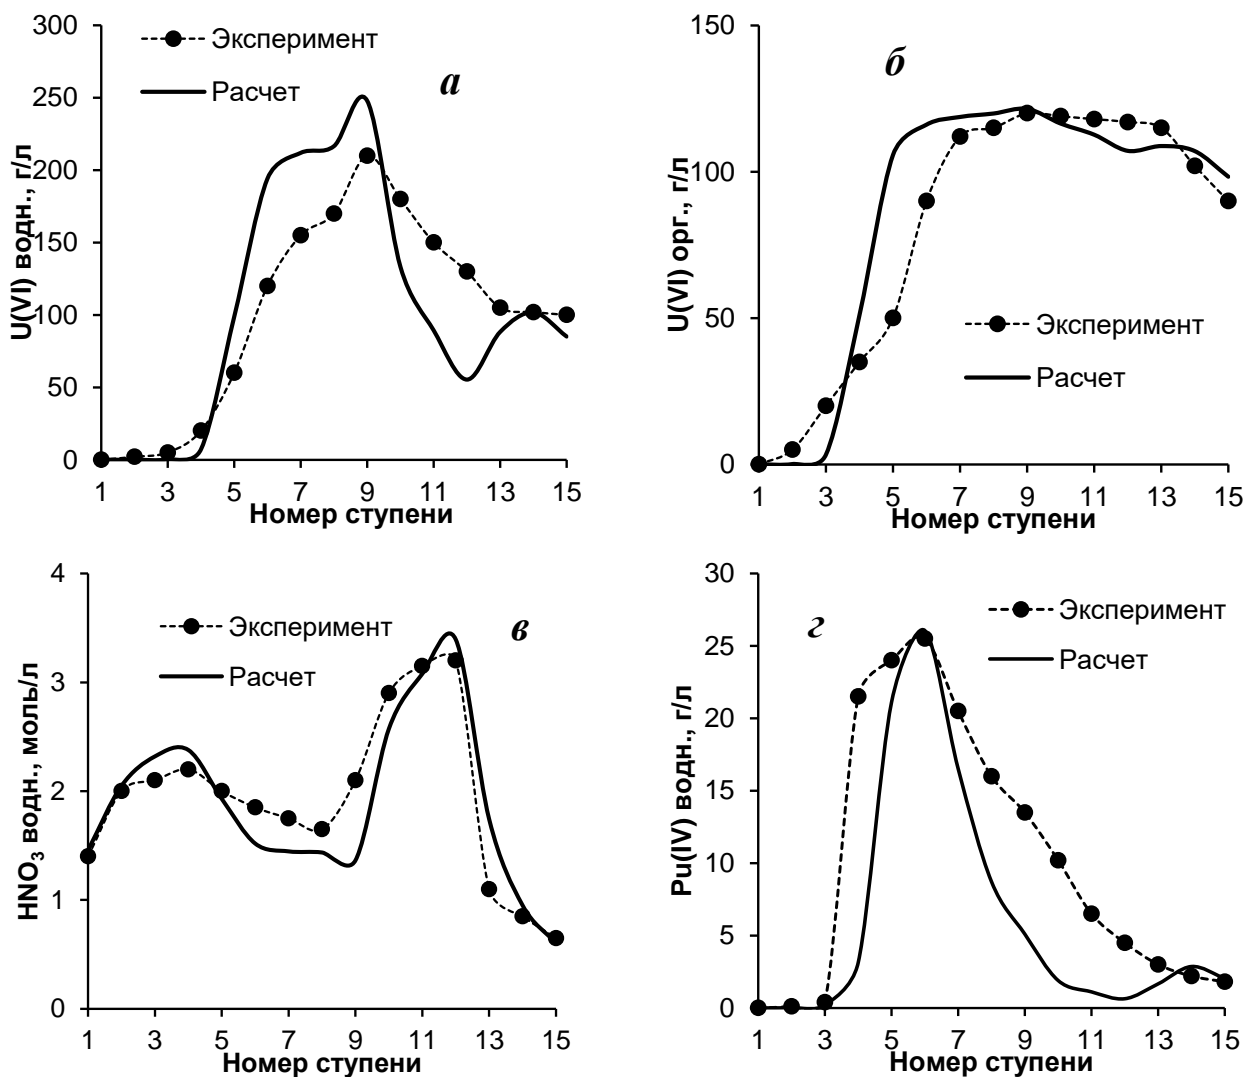 300
250
200
150
100
50
0
U(VI) водн., г/л
Эксперимент
Расчет
а
1 3 5 7 9 11 13 15
Номер ступени
150
100
50
0
U(VI) орг., г/л
б
Эксперимент
Расчет
1 3 5 7 9 11 13 15
Номер ступени
4
3
2
1
0
HNO3 водн., моль/л
Эксперимент
Расчет
в
1 3 5 7 9 11 13 15
Номер ступени
30
25
20
15
10
5
0
Pu(IV) водн., г/л
г
Эксперимент
Расчет
1 3 5 7 9 11 13 15
Номер ступени